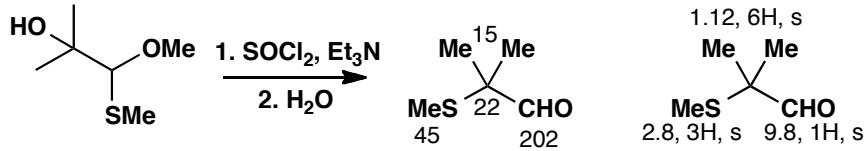 HO
OMe
SMe
1. SOCl2, Et3N
2. H2O
15
Me Me
MeS CHO
45 22 202
1.12, 6H, s
Me Me
MeS CHO
2.8, 3H, s 9.8, 1H, s